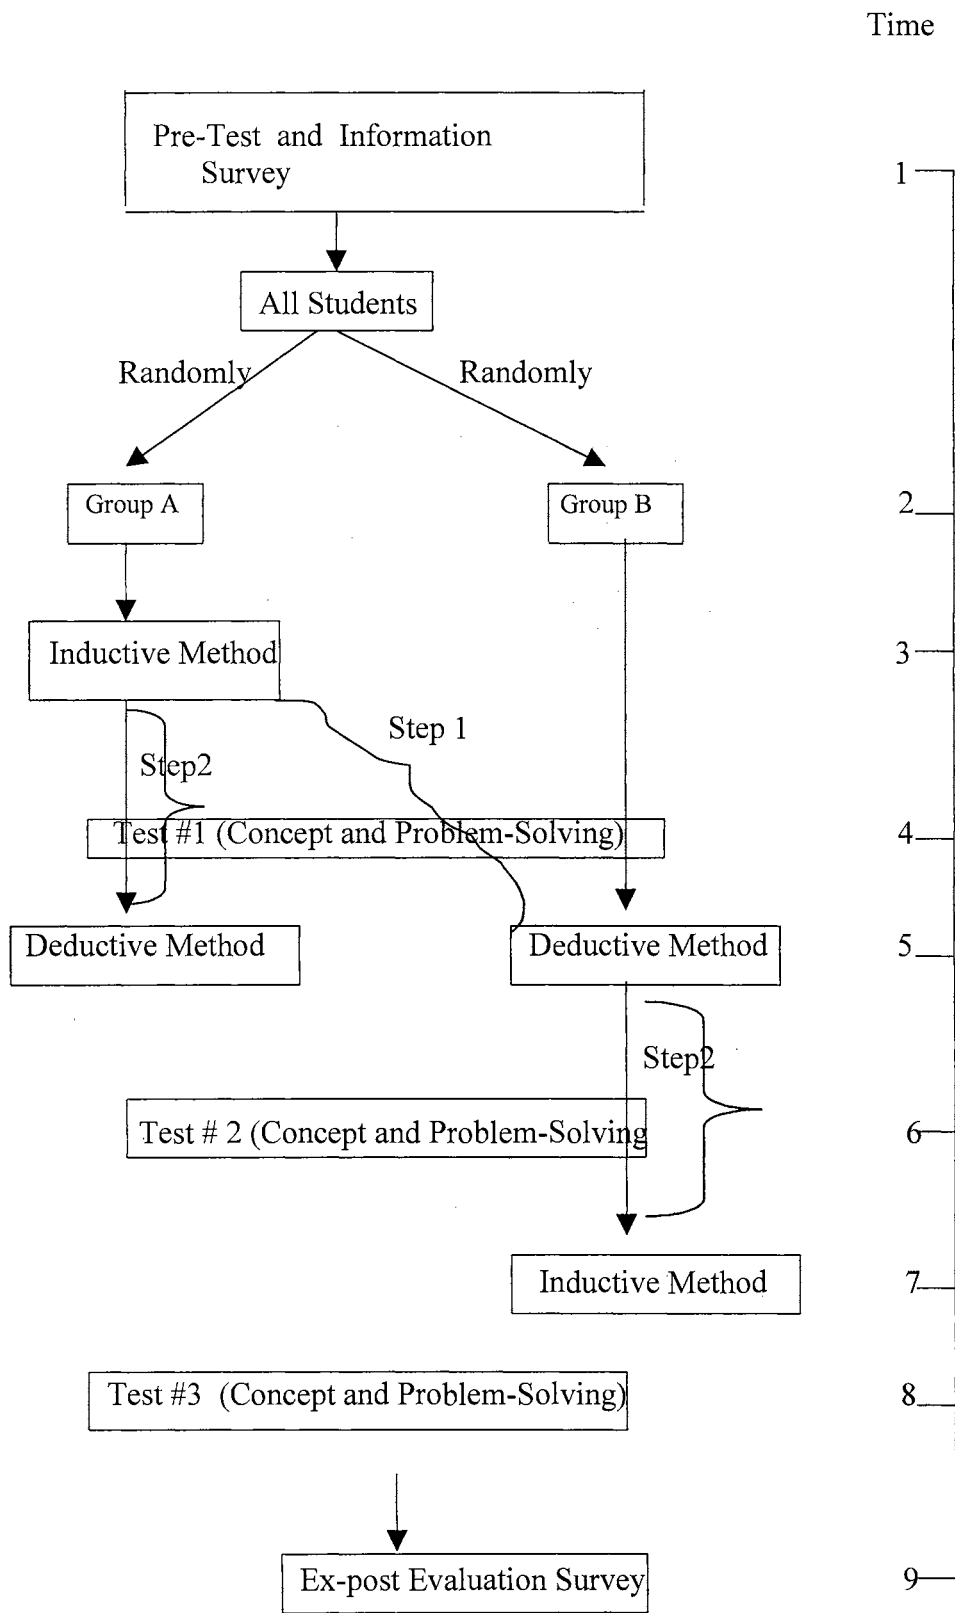 Time
Pre-Test and Information
Survey
1
All Students
Randomly
Randomly
Group A
Group B
2
Inductive Method
3
Step 1
Step2
Test #1 (Concept and Problem-Solving)
4
Deductive Method
Deductive Method
5
Step2
Test # 2 (Concept and Problem-Solving
6
Inductive Method
7
Test #3 (Concept and Problem-Solving)
8
Ex-post Evaluation Survey
9